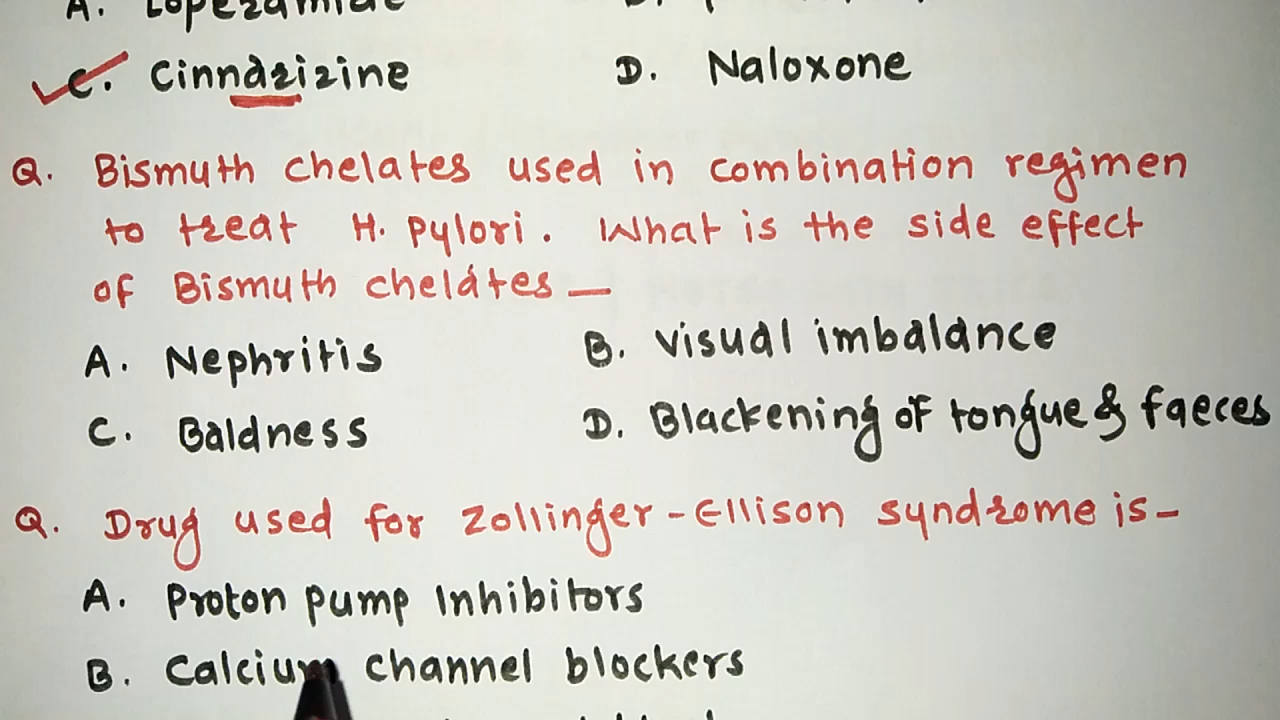 A. Loperamide
C. Cinnarizine D. Naloxone
Q. Bismuth chelates used in combination regimen
to treat H. Pylori. What is the side effect
of Bismuth chelates —
A. Nephritis B. Visual imbalance
C. Baldness D. Blackening of tongue & faeces
Q. Drug used for Zollinger-Ellison syndrome is -
A. Proton pump Inhibitors
B. Calcium channel blockers